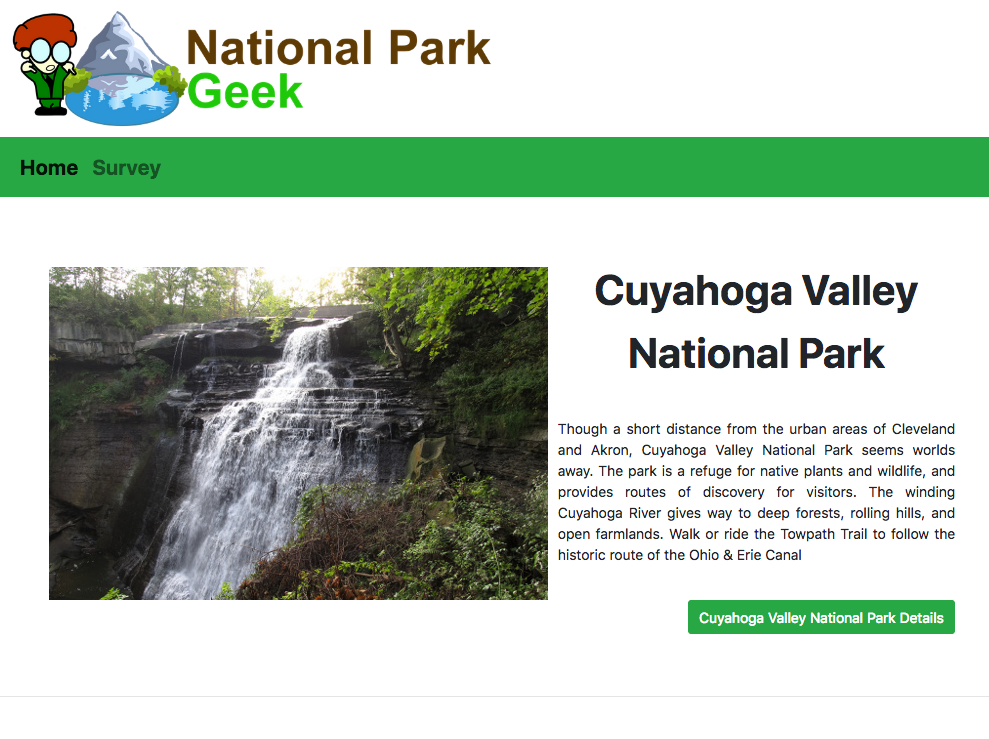 National Park
Geek
Home Survey
Cuyahoga Valley
National Park
Though a short distance from the urban areas of Cleveland
and Akron, Cuyahoga Valley National Park seems worlds
away. The park is a refuge for native plants and wildlife, and
provides routes of discovery for visitors. The winding
Cuyahoga River gives way to deep forests, rolling hills, and
open farmlands. Walk or ride the Towpath Trail to follow the
historic route of the Ohio & Erie Canal
Cuyahoga Valley National Park Details